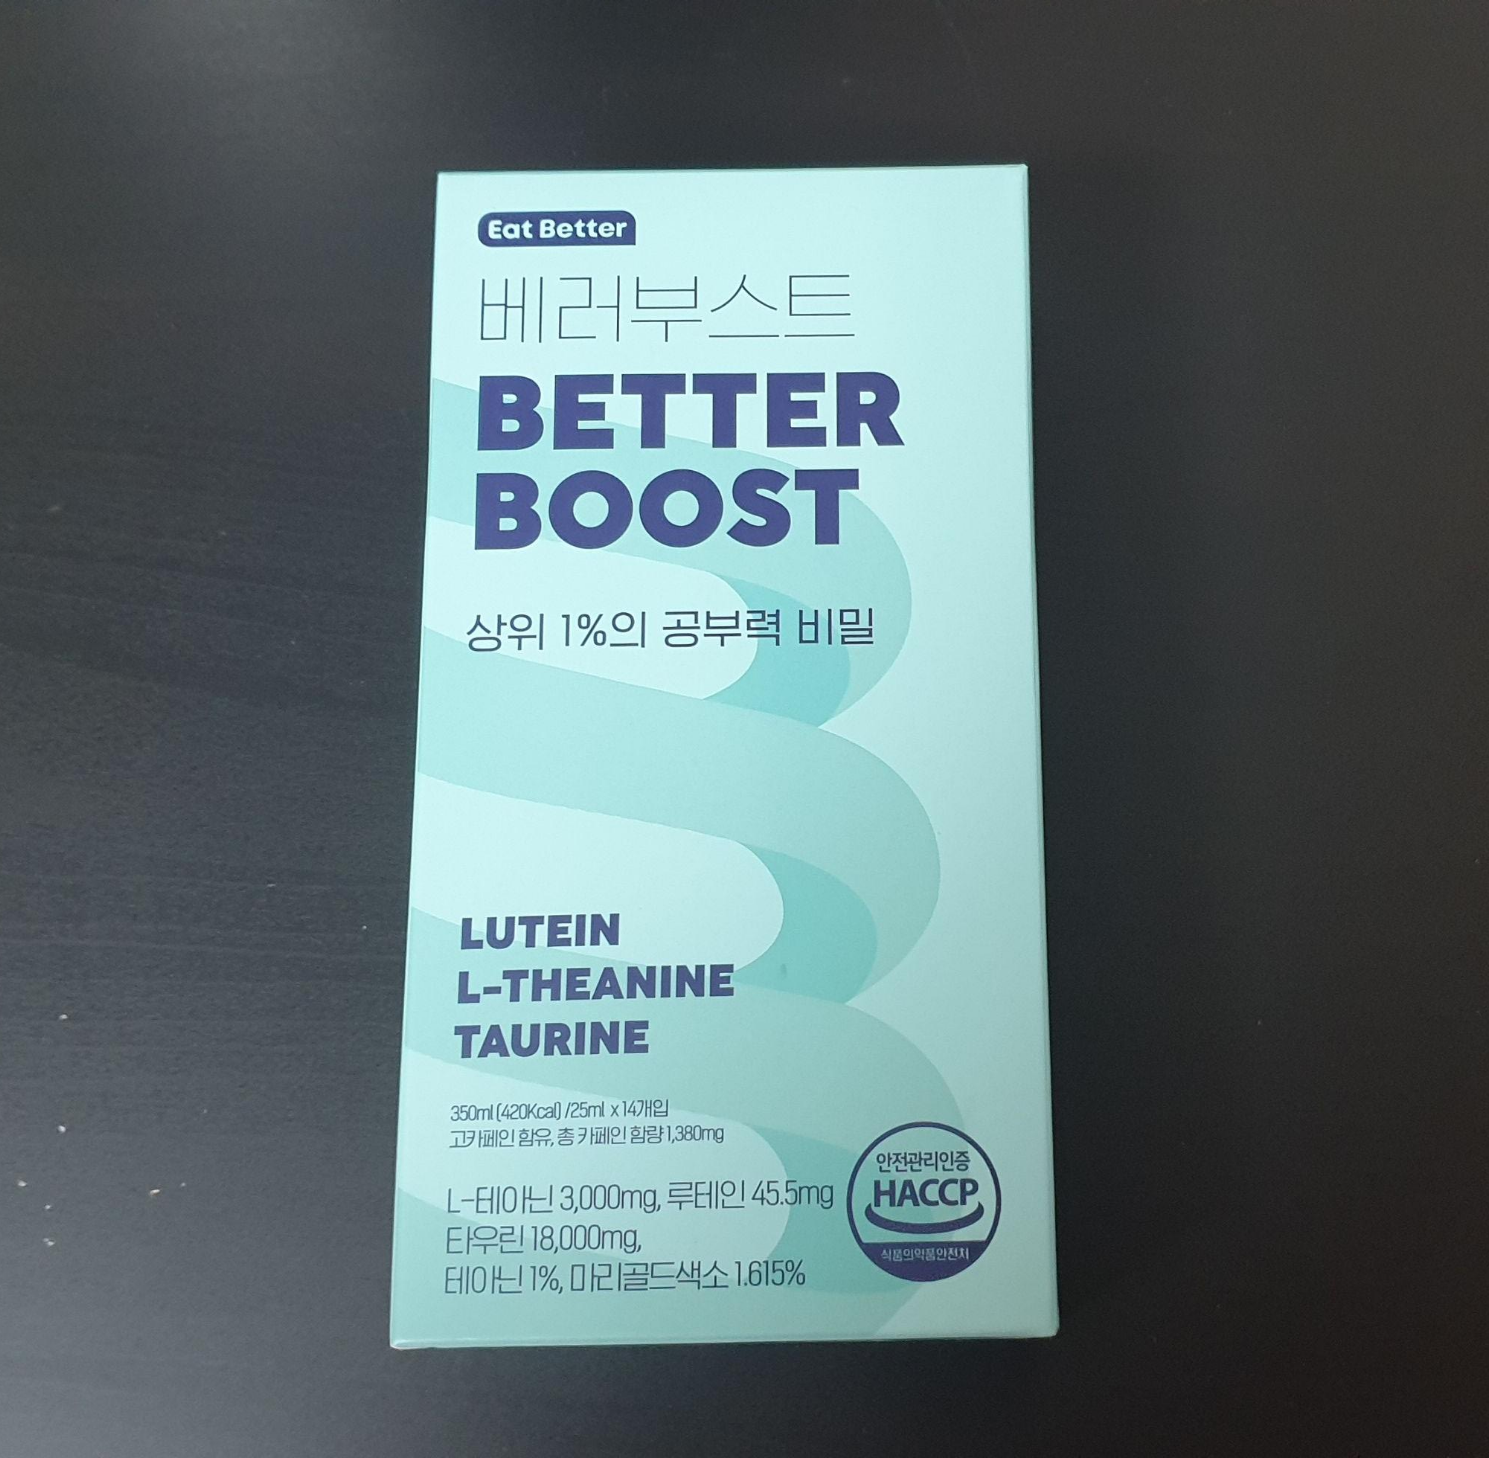 Eat Better
베러부스트
BETTER
BOOST
상위 1%의 공부력 비밀
LUTEIN
L-THEANINE
TAURINE
350ml (420Kcal) /25ml x 14개입
고카페인 함유, 총 카페인 함량 1,380mg
L-테아닌 3,000mg, 루테인 45.5mg
타우린 18,000mg,
테아닌 1%, 마리골드색소 1.615%
안전관리인증
HACCP
식품의약품안전처